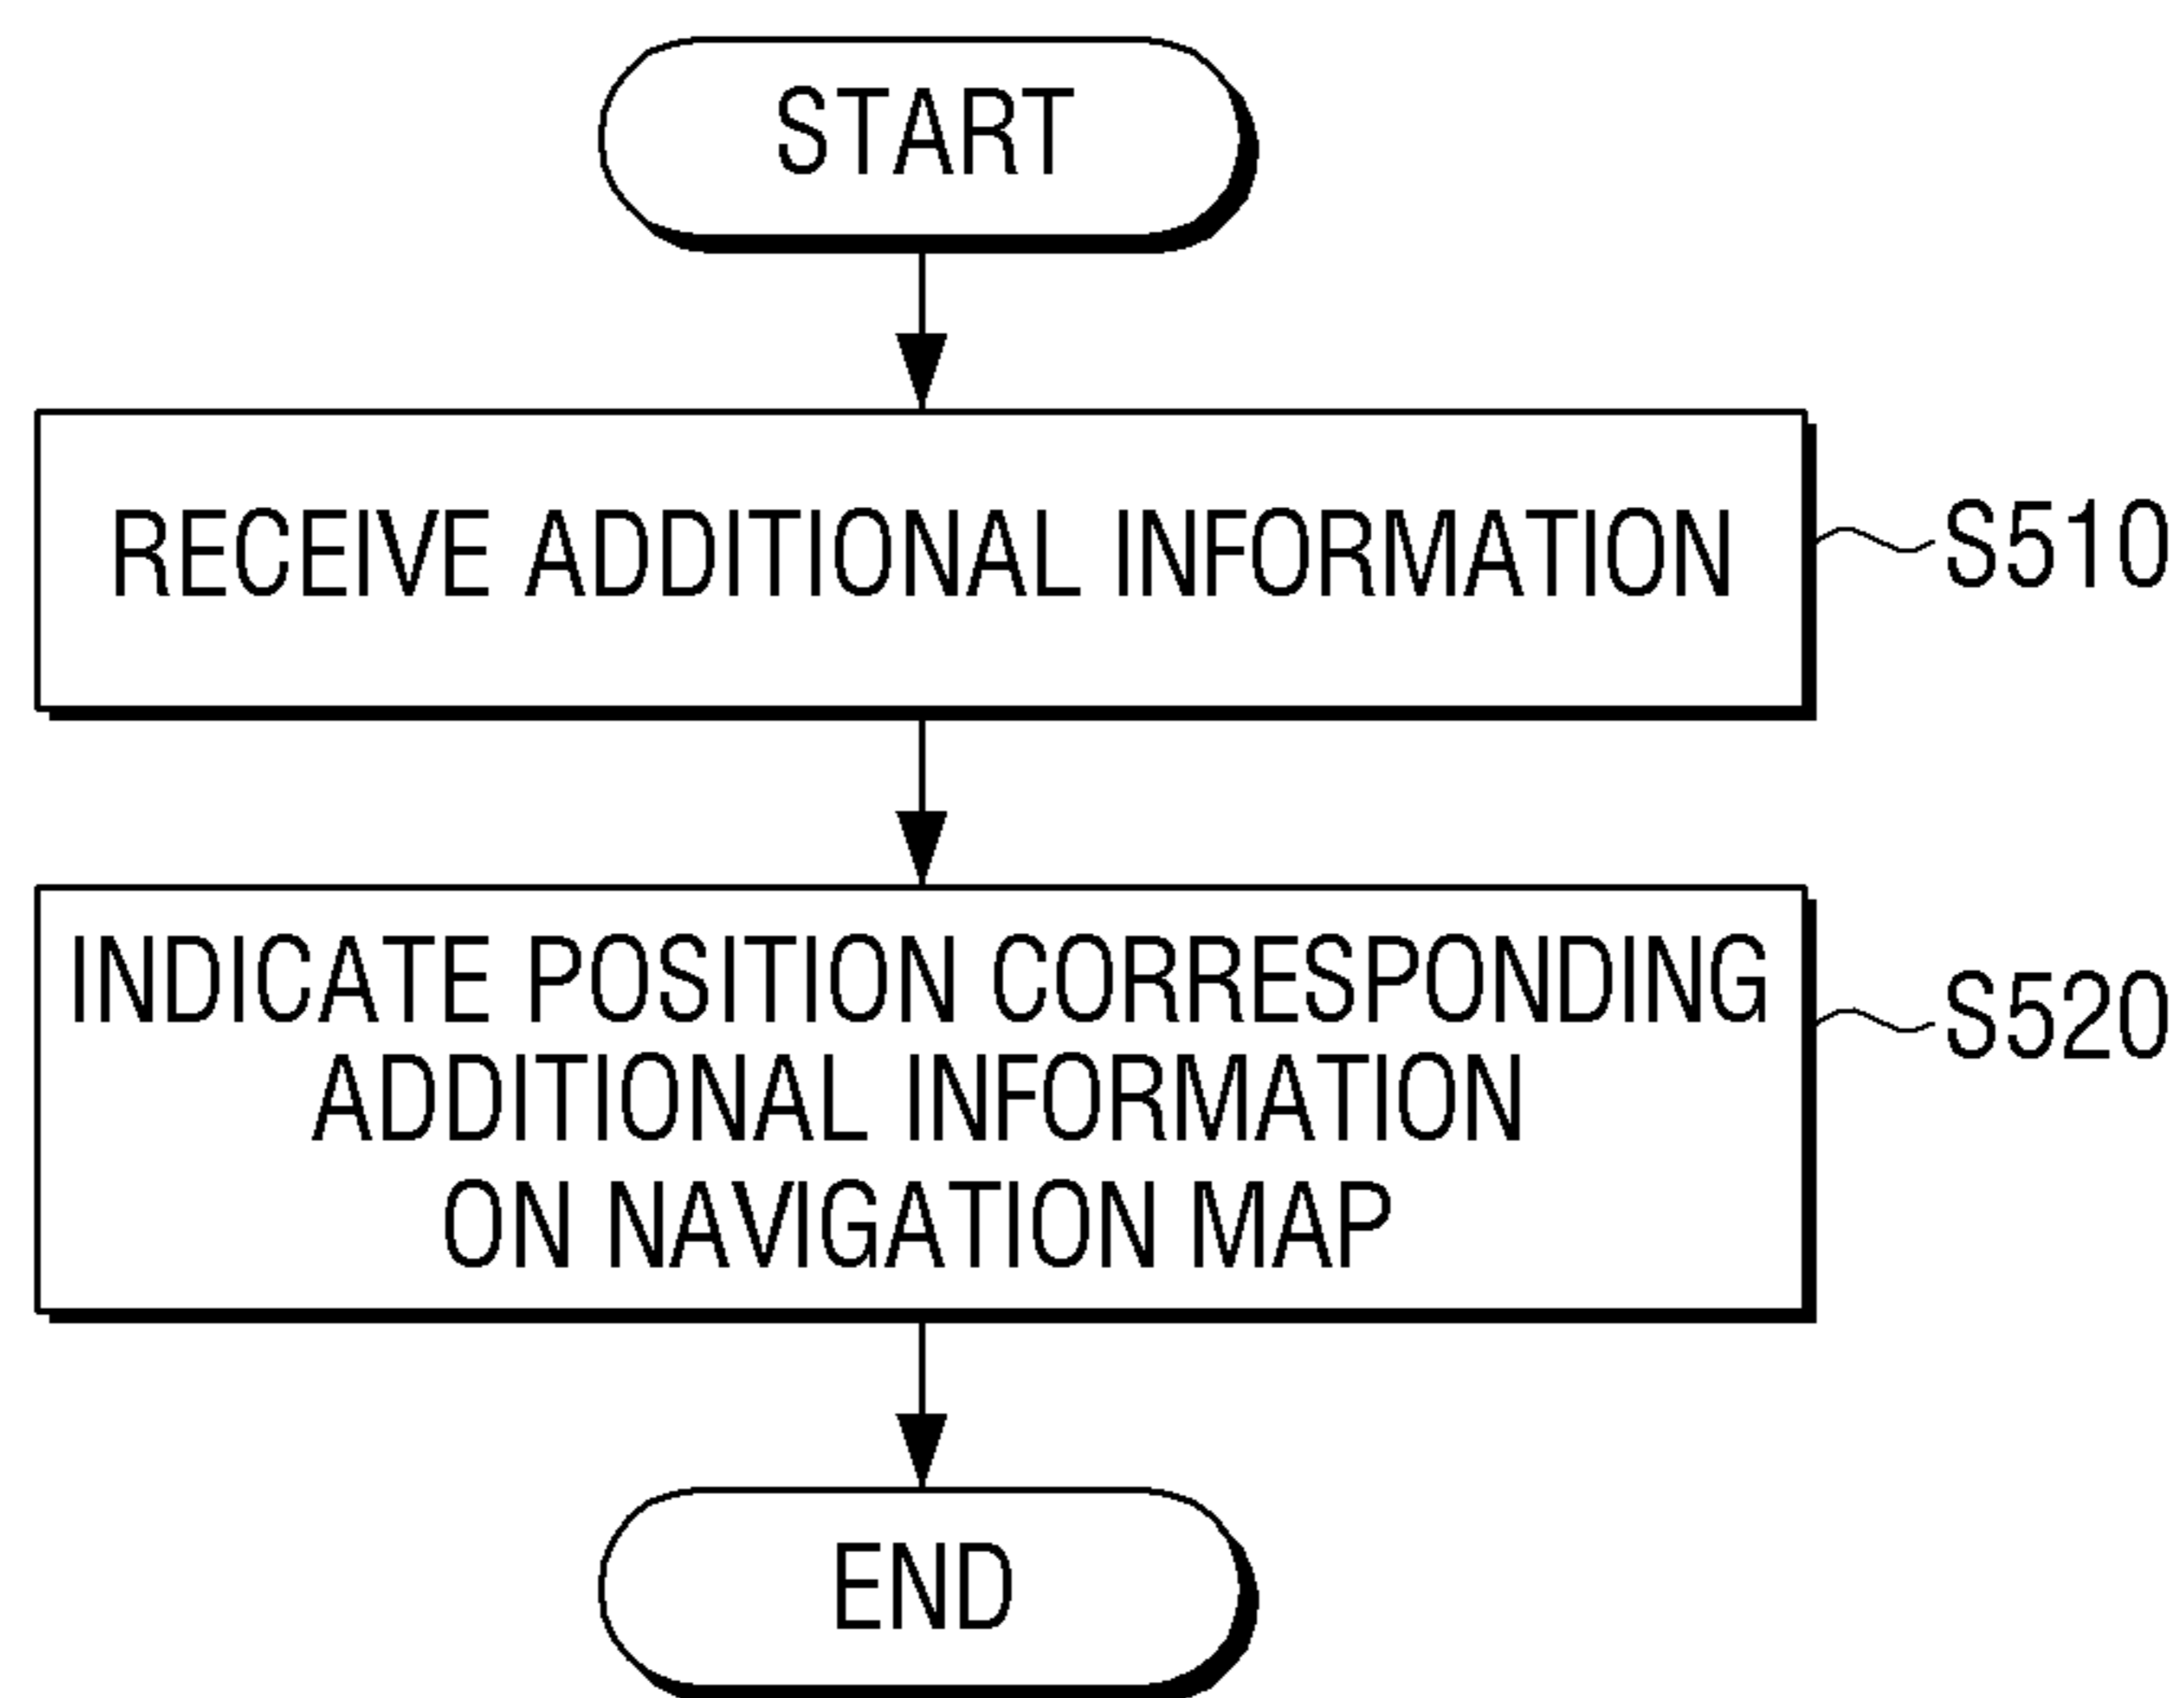 START
RECEIVE ADDITIONAL INFORMATION
S510
INDICATE POSITION CORRESPONDING
ADDITIONAL INFORMATION
ON NAVIGATION MAP
S520
END